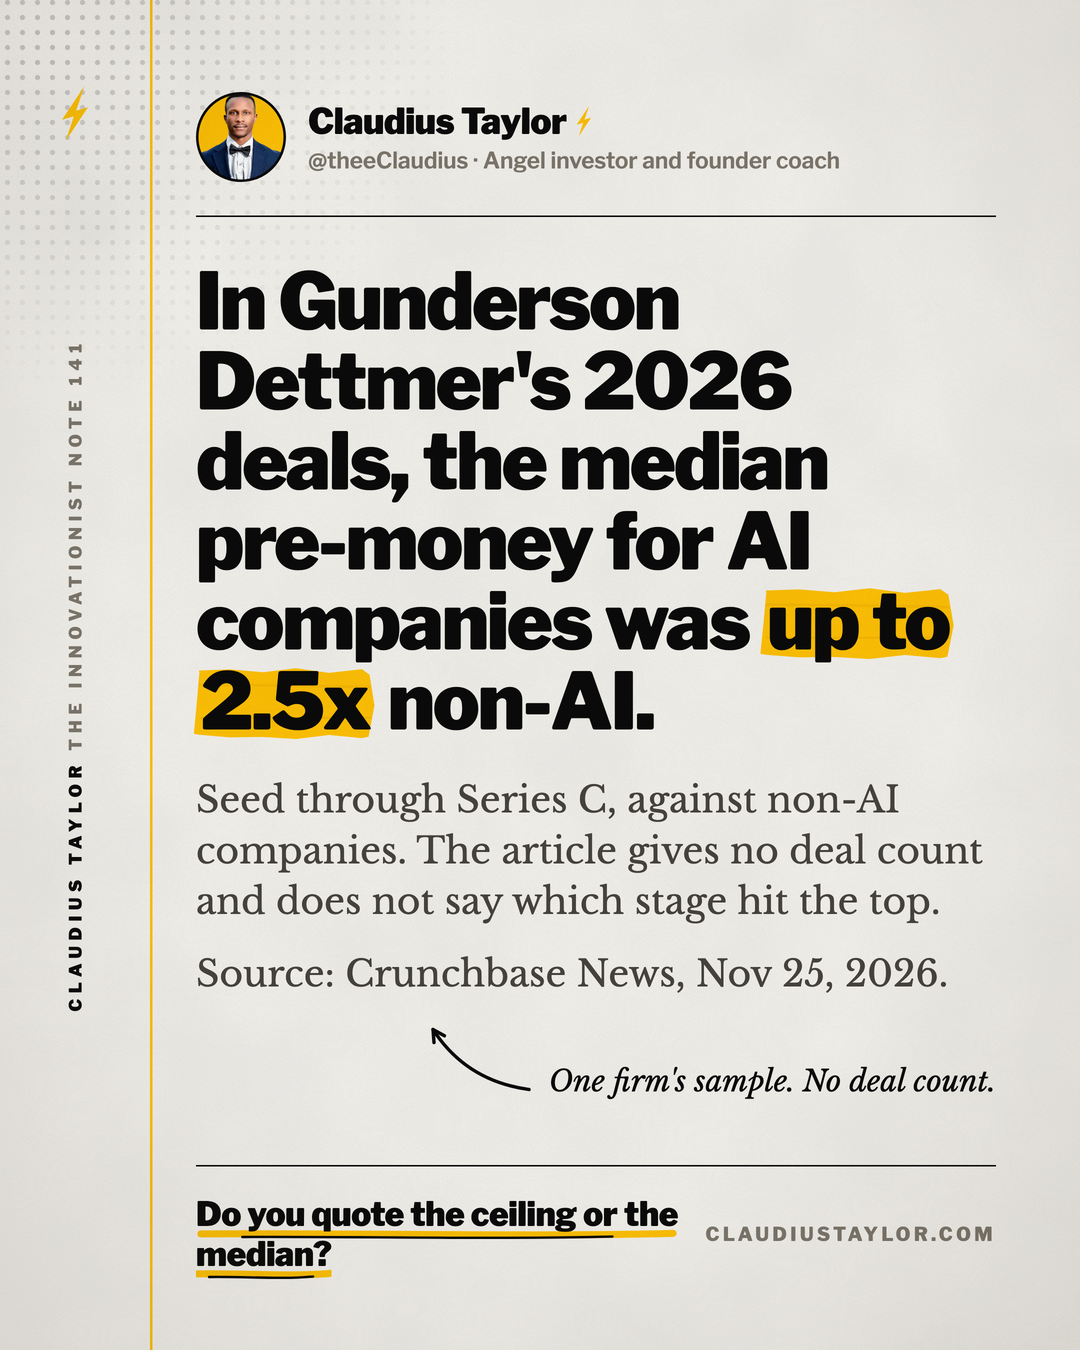 Claudius Taylor
@theeClaudius · Angel investor and founder coach
In Gunderson
Dettmer's 2026
deals, the median
pre-money for AI
companies was up to
2.5x non-AI.
Seed through Series C, against non-AI
companies. The article gives no deal count
and does not say which stage hit the top.
Source: Crunchbase News, Nov 25, 2026.
One firm's sample. No deal count.
Do you quote the ceiling or the
median?
CLAUDIUSTAYLOR.COM
CLAUDIUS TAYLOR THE INNOVATIONIST NOTE 141